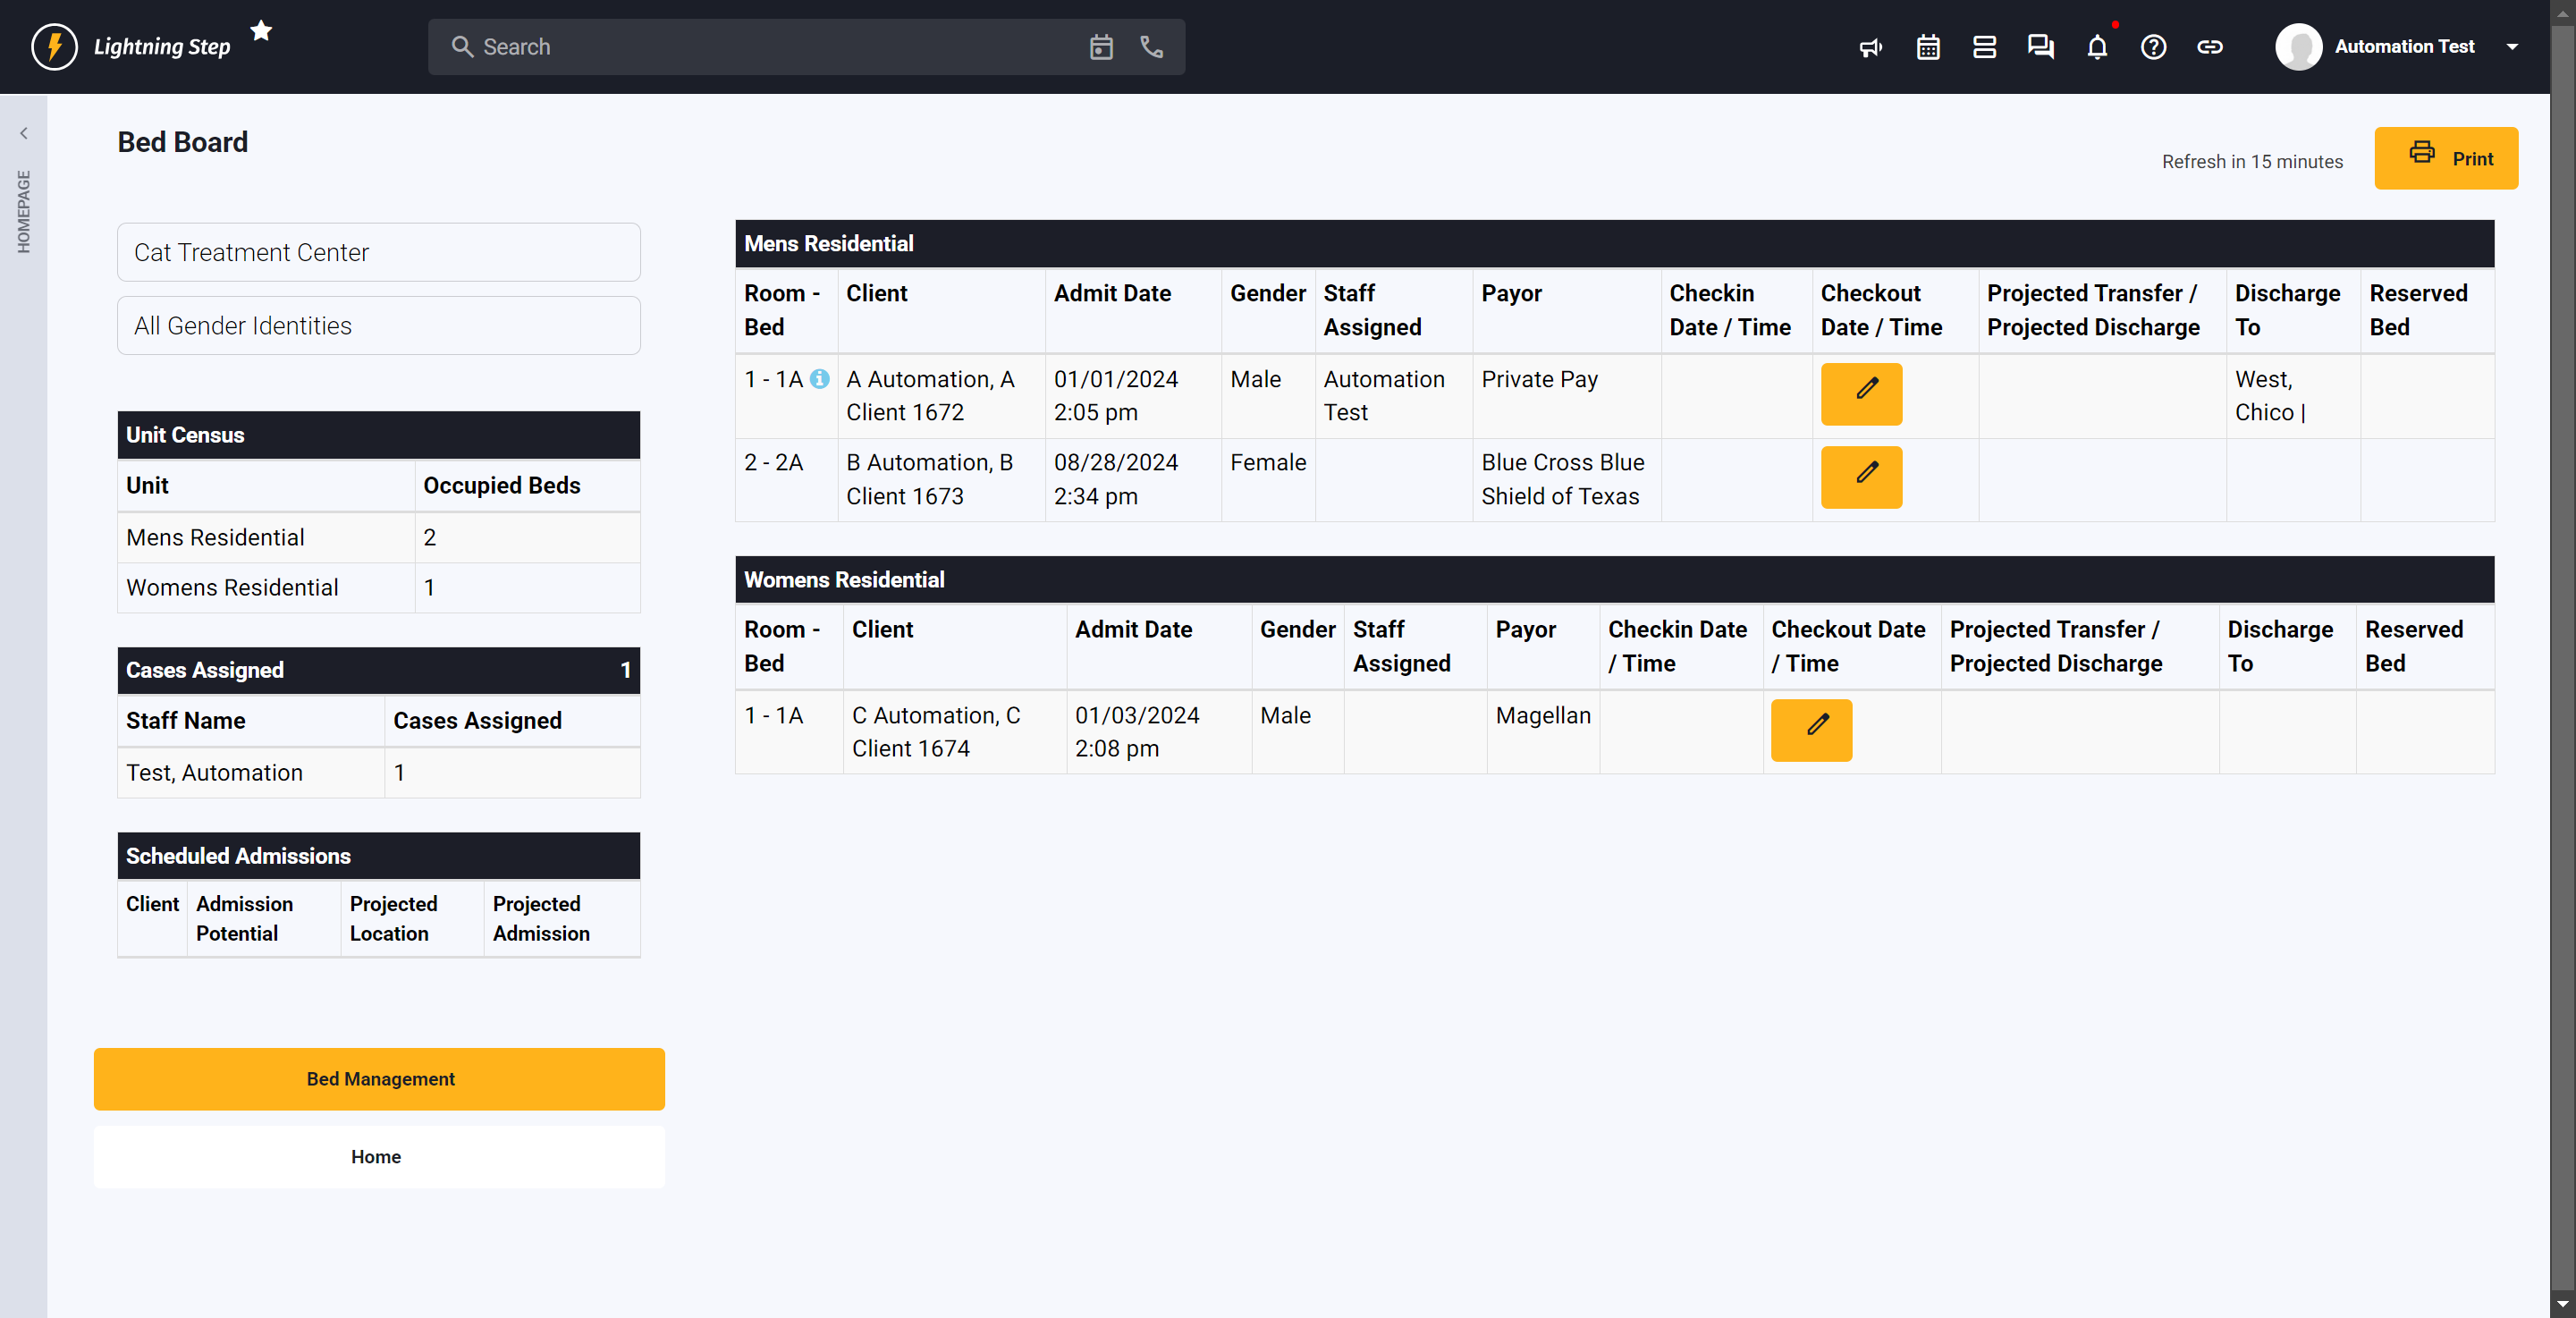 Lightning Step
Search
Automation Test
HOMEPAGE
Bed Board
Refresh in 15 minutes
Print
Cat Treatment Center
All Gender Identities
Unit Census
Unit Occupied Beds
Mens Residential 2
Womens Residential 1
Cases Assigned 1
Staff Name Cases Assigned
Test, Automation 1
Scheduled Admissions
Client Admission Projected Projected
Potential Location Admission
Bed Management
Home
Mens Residential
Room - Client Admit Date Gender Staff Payor Checkin Checkout Projected Transfer / Discharge Reserved
Bed Assigned Date / Time Date / Time Projected Discharge To Bed
1 - 1A A Automation, A 01/01/2024 Male Automation Private Pay West,
Client 1672 2:05 pm Test Chico |
2 - 2A B Automation, B 08/28/2024 Female Blue Cross Blue
Client 1673 2:34 pm Shield of Texas
Womens Residential
Room - Client Admit Date Gender Staff Payor Checkin Date Checkout Date Projected Transfer / Discharge Reserved
Bed Assigned / Time / Time Projected Discharge To Bed
1 - 1A C Automation, C 01/03/2024 Male Magellan
Client 1674 2:08 pm